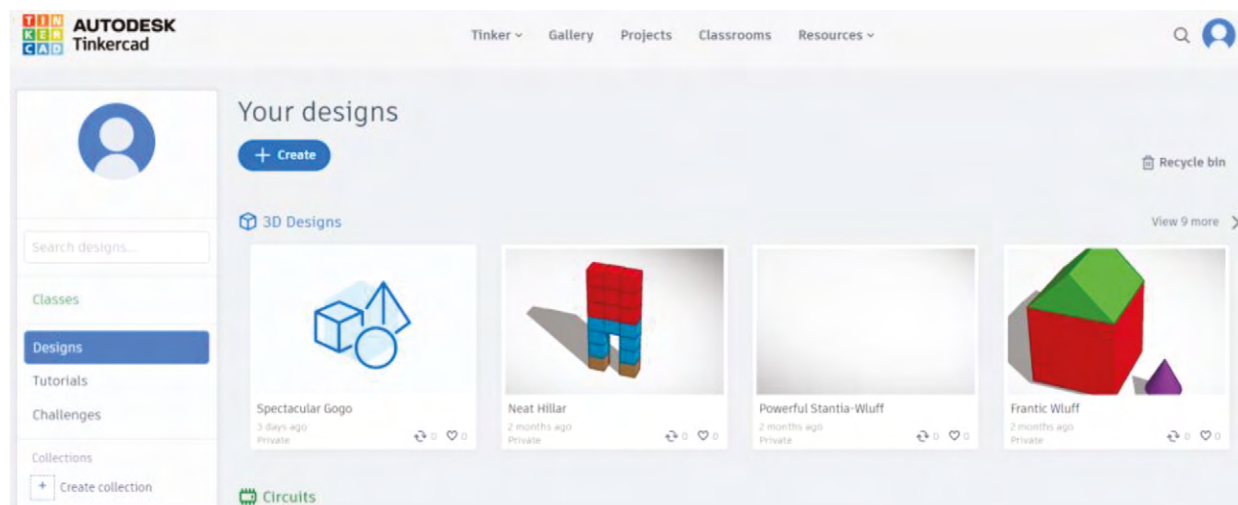 TIN
KER
CAD
AUTODESK
Tinkercad
Tinker Gallery Projects Classrooms Resources
Your designs
+ Create
Recycle bin
3D Designs
View 9 more
Search designs...
Classes
Designs
Tutorials
Challenges
Collections
+ Create collection
Spectacular Gogo
3 days ago
Private
0 0
Neat Hillar
2 months ago
Private
0 0
Powerful Stantia-Wluff
2 months ago
Private
0 0
Frantic Wluff
2 months ago
Private
0 0
Circuits